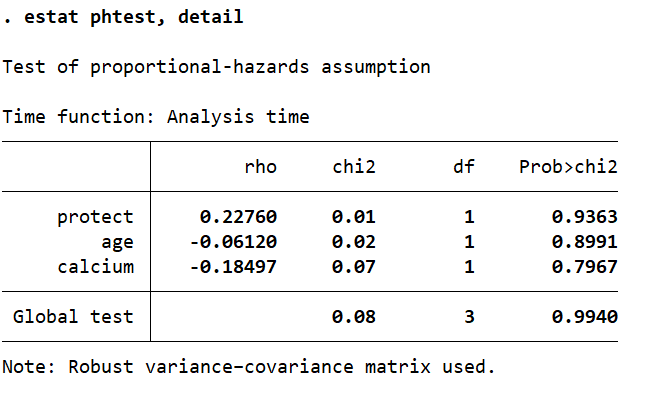 . estat phtest, detail
Test of proportional-hazards assumption
Time function: Analysis time
rho chi2 df Prob>chi2
protect 0.22760 0.01 1 0.9363
age -0.06120 0.02 1 0.8991
calcium -0.18497 0.07 1 0.7967
Global test 0.08 3 0.9940
Note: Robust variance-covariance matrix used.